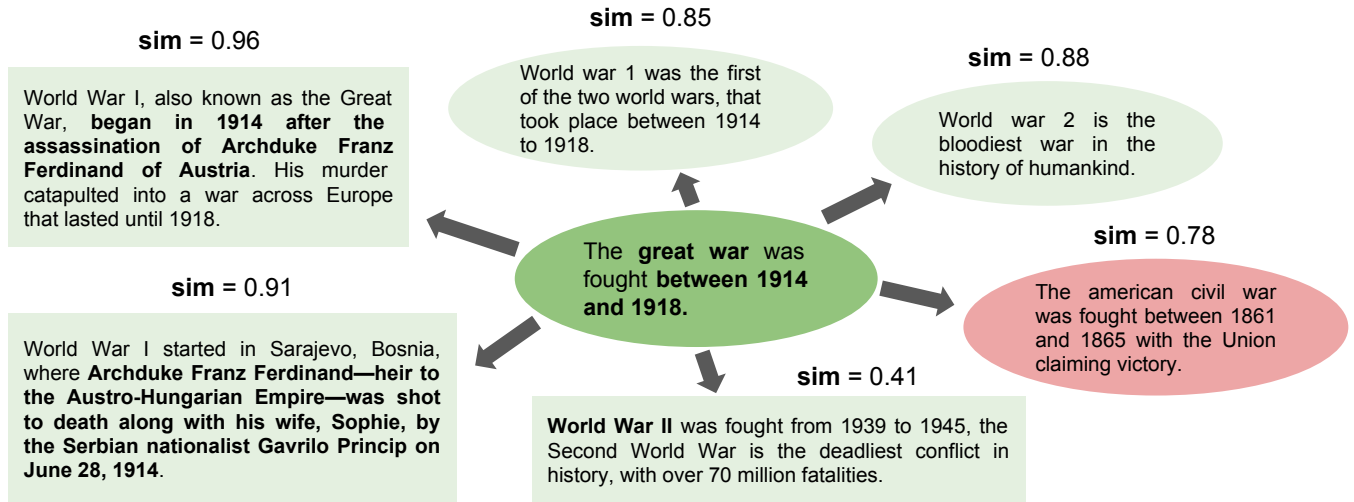 sim = 0.96
World War I, also known as the Great
War, began in 1914 after the
assassination of Archduke Franz
Ferdinand of Austria. His murder
catapulted into a war across Europe
that lasted until 1918.
sim = 0.85
World war 1 was the first
of the two world wars, that
took place between 1914
to 1918.
sim = 0.88
World war 2 is the
bloodiest war in the
history of humankind.
The great war was
fought between 1914
and 1918.
sim = 0.78
The american civil war
was fought between 1861
and 1865 with the Union
claiming victory.
sim = 0.91
World War I started in Sarajevo, Bosnia,
where Archduke Franz Ferdinand—heir to
the Austro-Hungarian Empire—was shot
to death along with his wife, Sophie, by
the Serbian nationalist Gavrilo Princip on
June 28, 1914.
sim = 0.41
World War II was fought from 1939 to 1945, the
Second World War is the deadliest conflict in
history, with over 70 million fatalities.